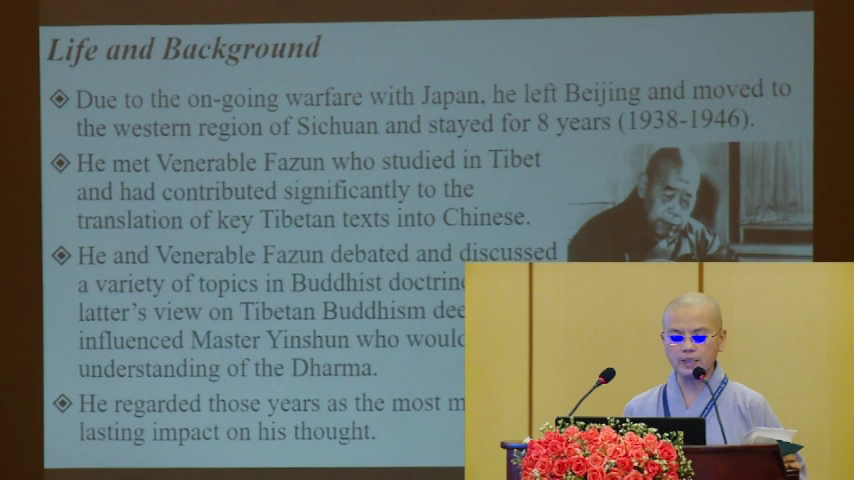 Life and Background
Due to the on-going warfare with Japan, he left Beijing and moved to
the western region of Sichuan and stayed for 8 years (1938-1946).
He met Venerable Fazun who studied in Tibet
and had contributed significantly to the
translation of key Tibetan texts into Chinese.
He and Venerable Fazun debated and discussed
a variety of topics in Buddhist
latter's view on Tibetan Buddhism
influenced Master Yinshun who would
understanding of the Dharma.
He regarded those years as the most
lasting impact on his thought.